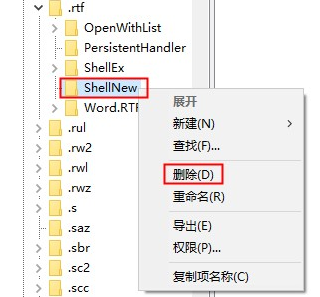 .rtf
OpenWithList
PersistentHandler
ShellEx
ShellNew
Word.RTF
.rul
.rw2
.rwl
.rwz
.s
.saz
.sbr
.sc2
.scc
展开
新建(N)
查找(F)...
删除(D)
重命名(R)
导出(E)
权限(P)...
复制项名称(C)